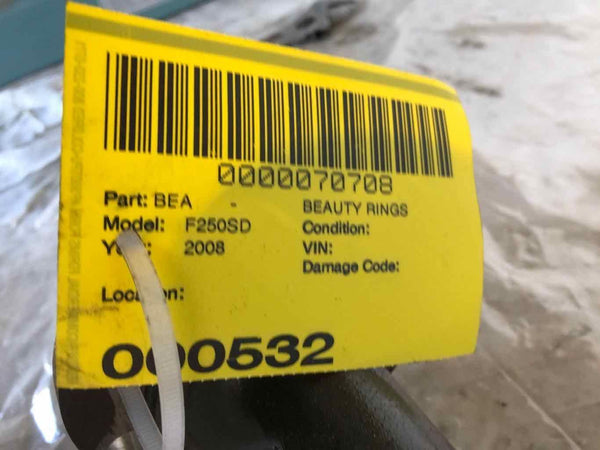 0000070708
Part: BEA - BEAUTY RINGS
Model: F250SD Condition:
2008 VIN:
Damage Code:
000532